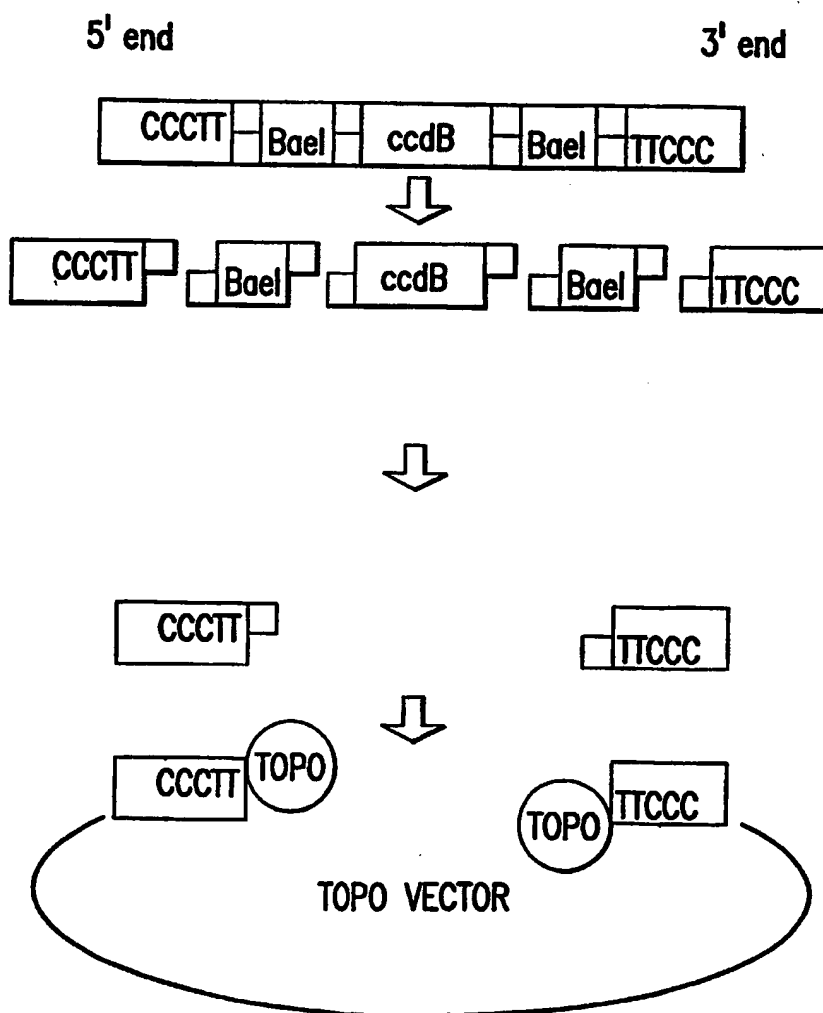 5' end 3' end
CCCTT BaeI ccdB BaeI TTCCC
CCCTT BaeI ccdB BaeI TTCCC
CCCTT TTCCC
CCCTT TOPO TOPO TTCCC
TOPO VECTOR